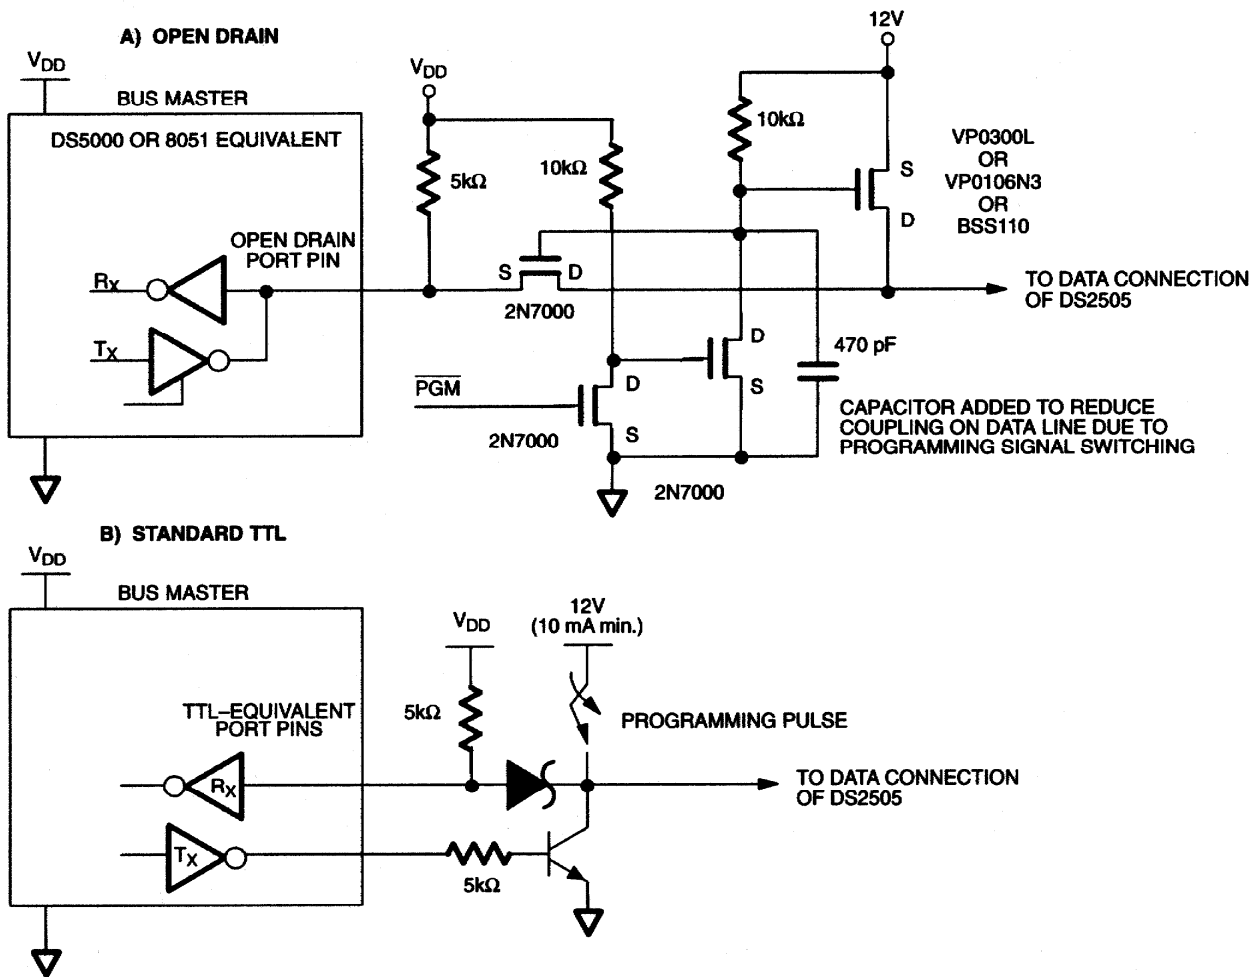 A) OPEN DRAIN
VDD
BUS MASTER
DS5000 OR 8051 EQUIVALENT
OPEN DRAIN
PORT PIN
RX
TX
VDD
5kΩ
10kΩ
S
D
2N7000
PGM
D
S
2N7000
12V
10kΩ
S
D
VP0300L
OR
VP0106N3
OR
BSS110
TO DATA CONNECTION
OF DS2505
D
S
2N7000
470 pF
CAPACITOR ADDED TO REDUCE
COUPLING ON DATA LINE DUE TO
PROGRAMMING SIGNAL SWITCHING
B) STANDARD TTL
VDD
BUS MASTER
TTL–EQUIVALENT
PORT PINS
RX
TX
VDD
5kΩ
5kΩ
12V
(10 mA min.)
PROGRAMMING PULSE
TO DATA CONNECTION
OF DS2505